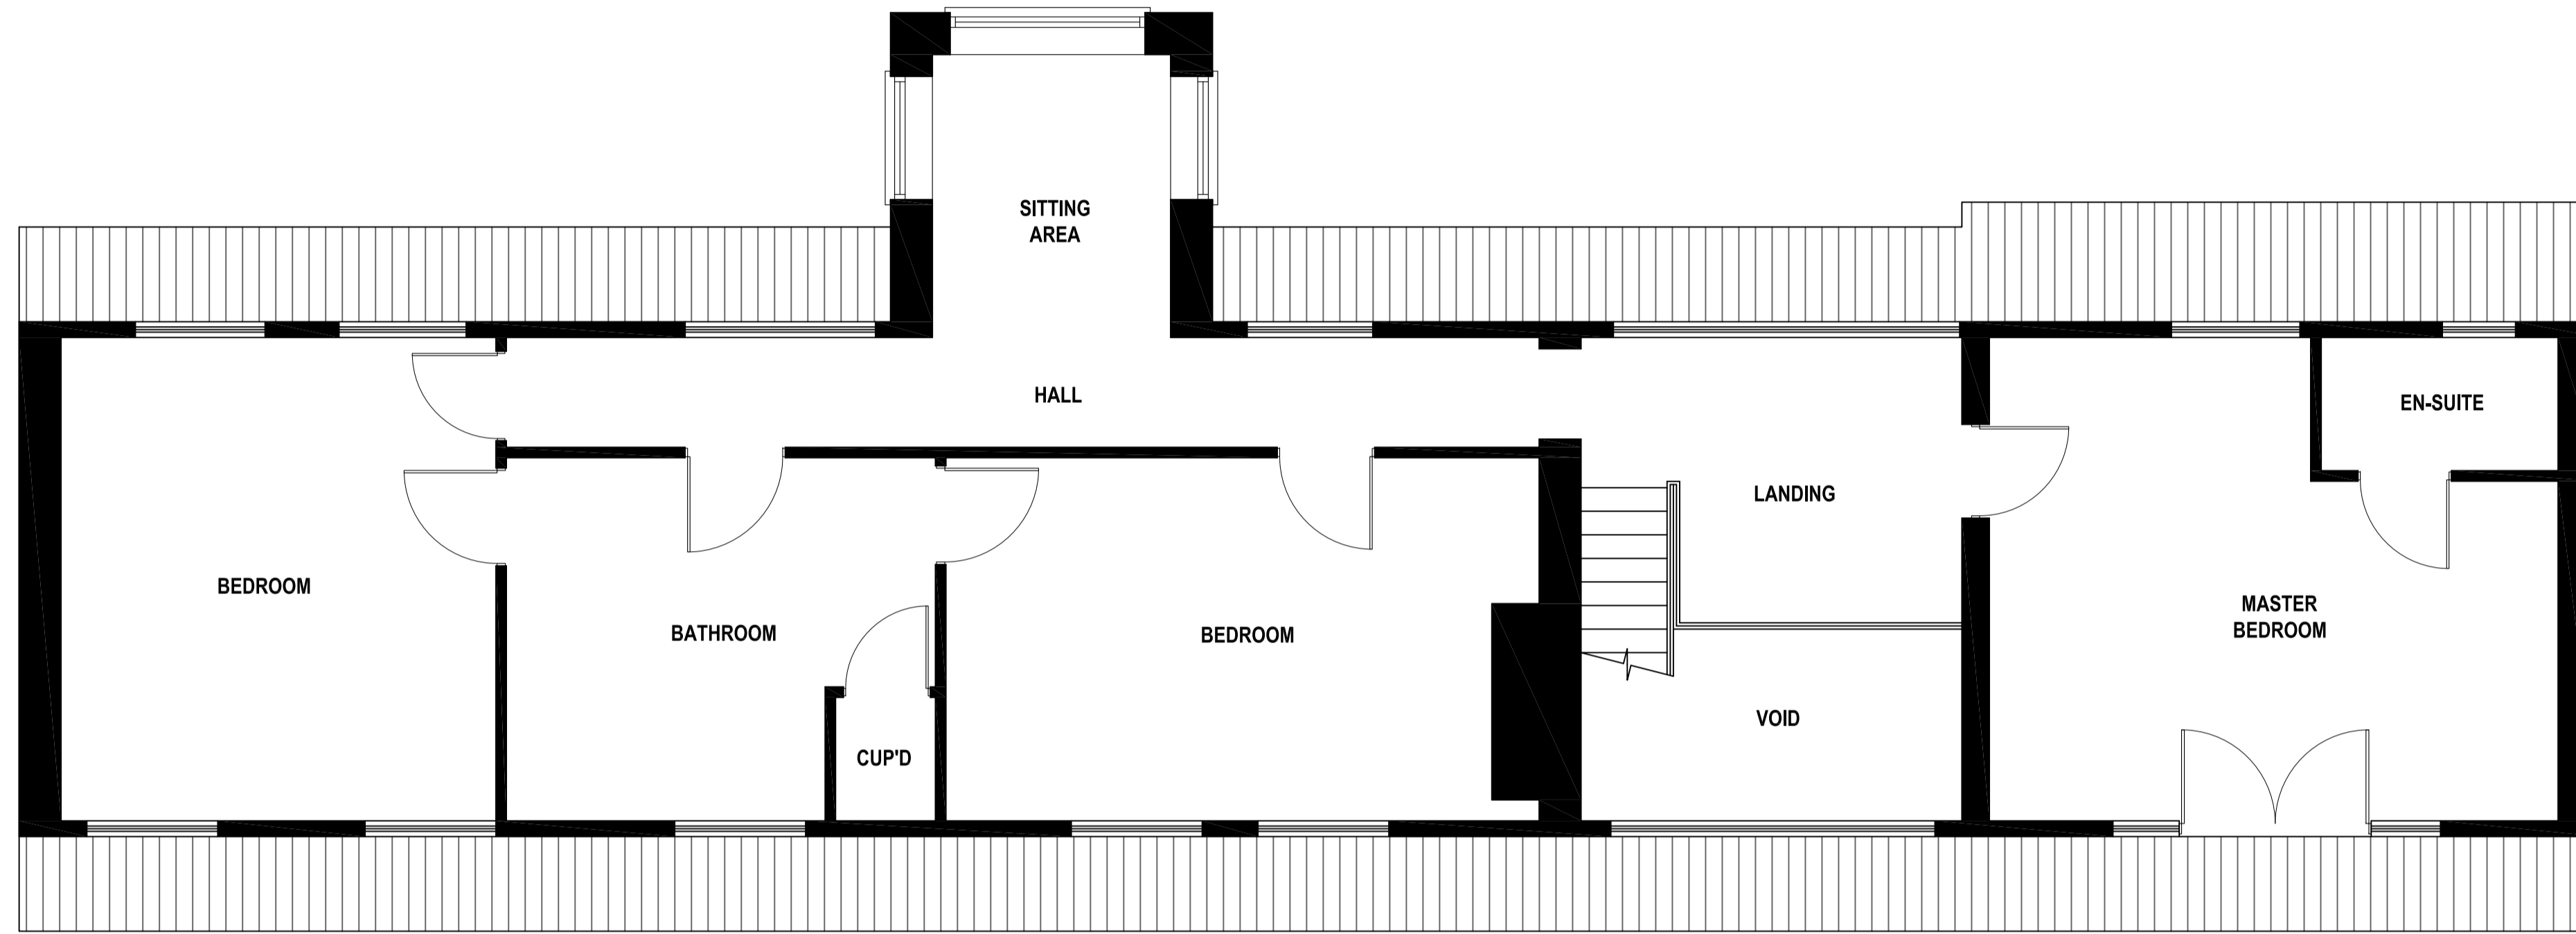 SITTING
AREA
HALL
EN-SUITE
LANDING
BEDROOM
BATHROOM
BEDROOM
MASTER
BEDROOM
VOID
CUP'D